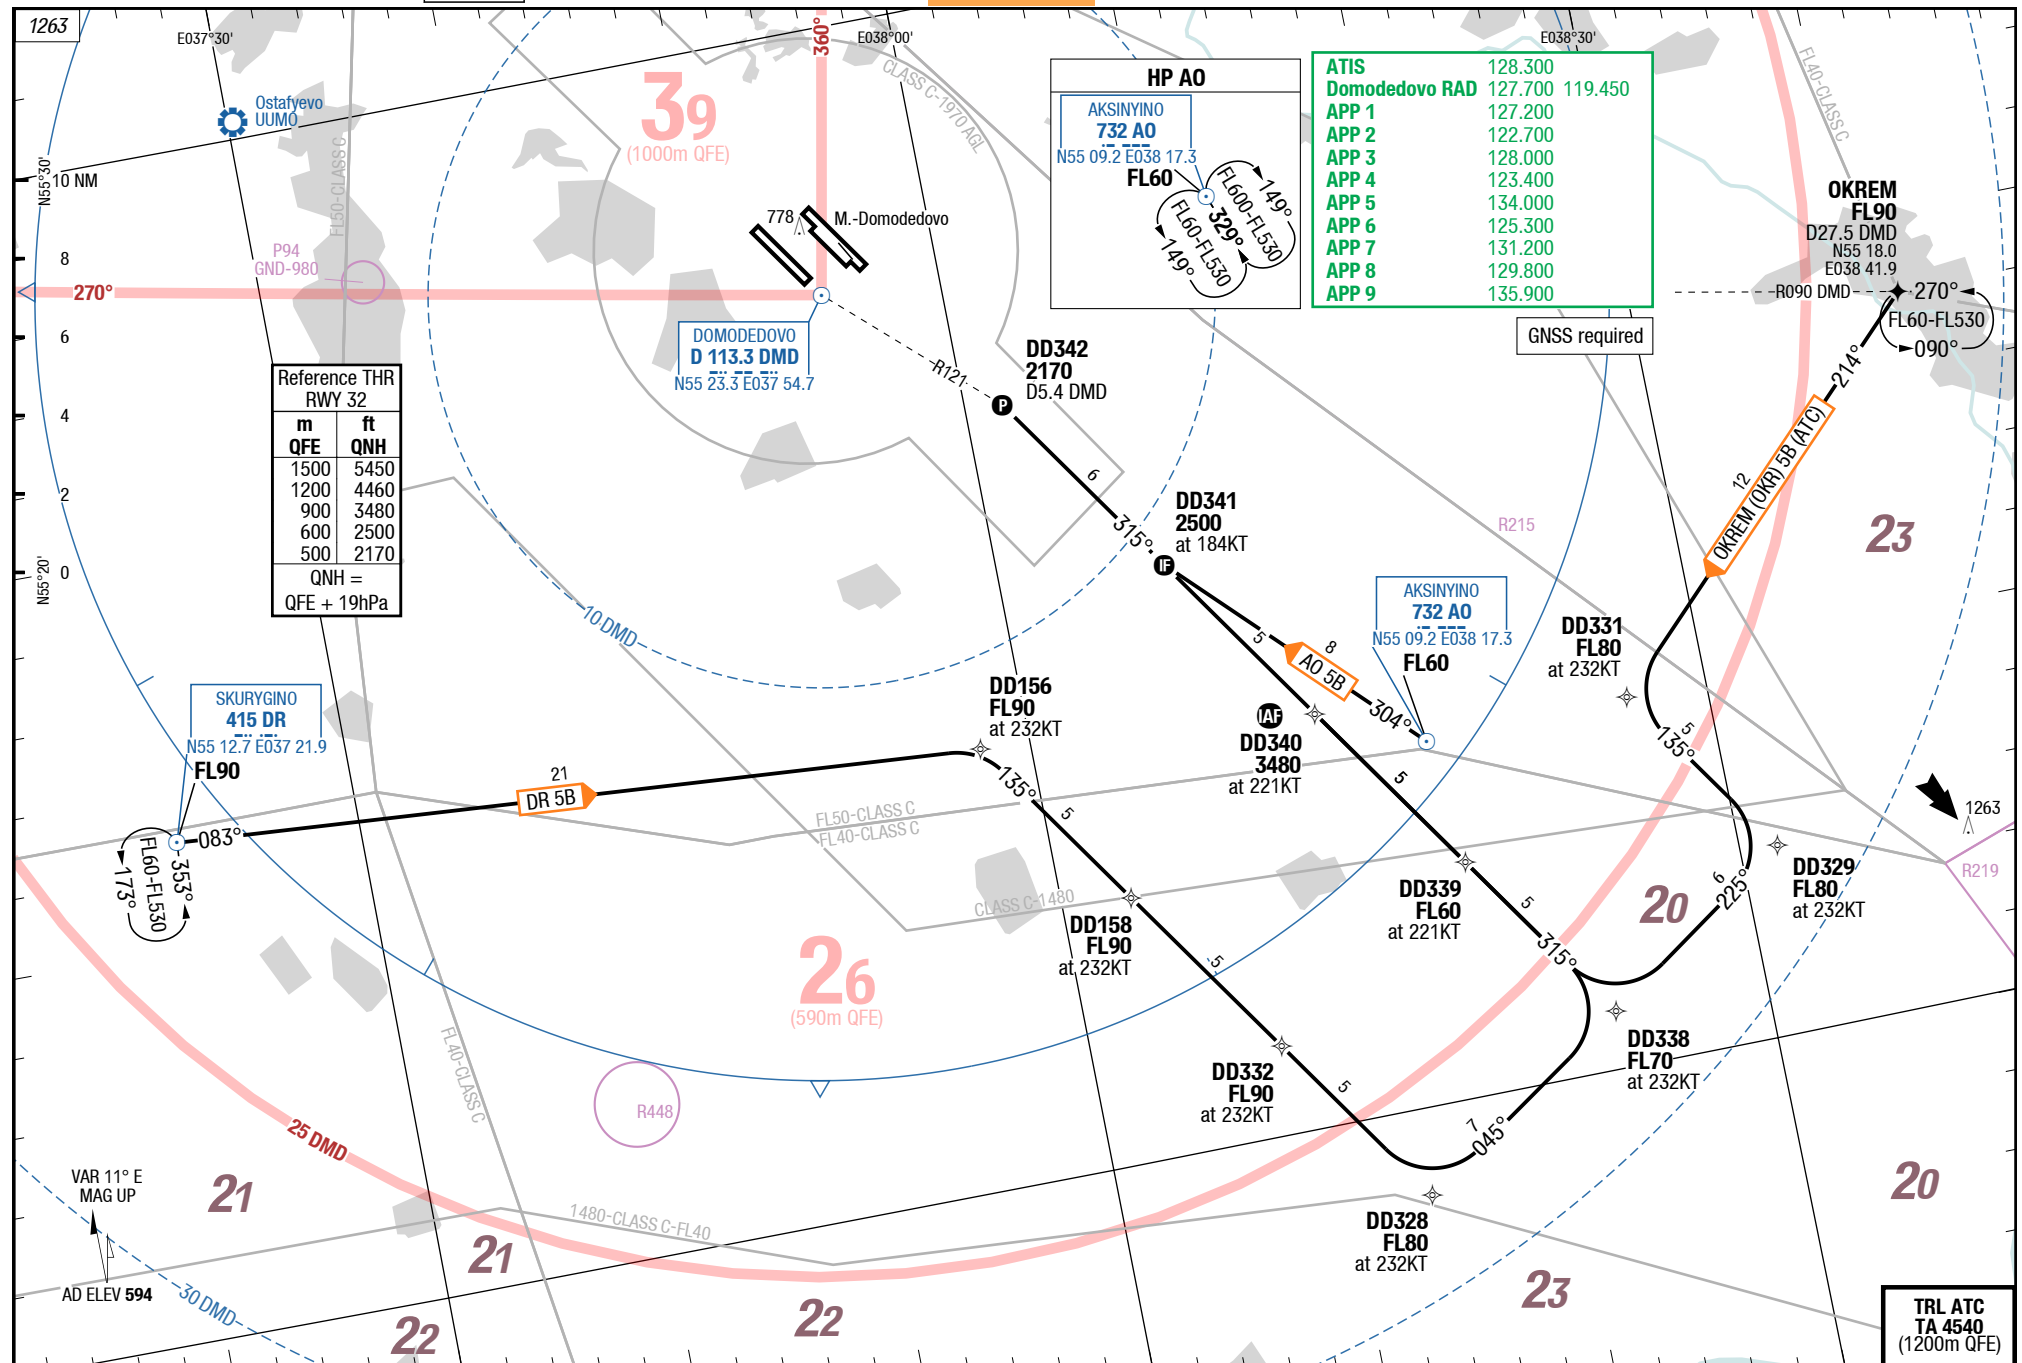 1263
E037°30'
360°
E038°00'
E038°30'
CLASS C-1970 AGL
FL40-CLASS C
FL50-CLASS C
Ostafyevo
UUMO
39
(1000m QFE)
HP AO
AKSINYINO
732 AO
N55 09.2 E038 17.3
FL60
149°
FL600-FL530
329°
FL60-FL530
149°
ATIS 128.300
Domodedovo RAD 127.700 119.450
APP 1 127.200
APP 2 122.700
APP 3 128.000
APP 4 123.400
APP 5 134.000
APP 6 125.300
APP 7 131.200
APP 8 129.800
APP 9 135.900
GNSS required
N55°30'
10 NM
8
6
4
2
0
N55°20'
P94
GND-980
270°
778
M.-Domodedovo
DOMODEDOVO
D 113.3 DMD
N55 23.3 E037 54.7
R121
OKREM
FL90
D27.5 DMD
N55 18.0
E038 41.9
R090 DMD
270°
FL60-FL530
090°
214°
12
OKREM (OKR) 5B (ATC)
Reference THR
RWY 32
m ft
QFE QNH
1500 5450
1200 4460
900 3480
600 2500
500 2170
QNH =
QFE + 19hPa
DD342
2170
D5.4 DMD
6
315°
DD341
2500
at 184KT
P
IF
R215
23
10 DMD
AKSINYINO
732 AO
N55 09.2 E038 17.3
FL60
5
8
AO 5B
304°
IAF
DD340
3480
at 221KT
DD331
FL80
at 232KT
5
135°
SKURYGINO
415 DR
N55 12.7 E037 21.9
FL90
083°
FL60-FL530
353°
173°
21
DR 5B
DD156
FL90
at 232KT
135°
5
FL50-CLASS C
FL40-CLASS C
CLASS C-1480
DD158
FL90
at 232KT
5
5
DD339
FL60
at 221KT
5
315°
20
6
225°
DD329
FL80
at 232KT
1263
R219
26
(590m QFE)
DD338
FL70
at 232KT
DD332
FL90
at 232KT
5
7
045°
R448
FL40-CLASS C
25 DMD
VAR 11° E
MAG UP
AD ELEV 594
21
21
1480-CLASS C-FL40
DD328
FL80
at 232KT
20
30 DMD
22
22
23
TRL ATC
TA 4540
(1200m QFE)